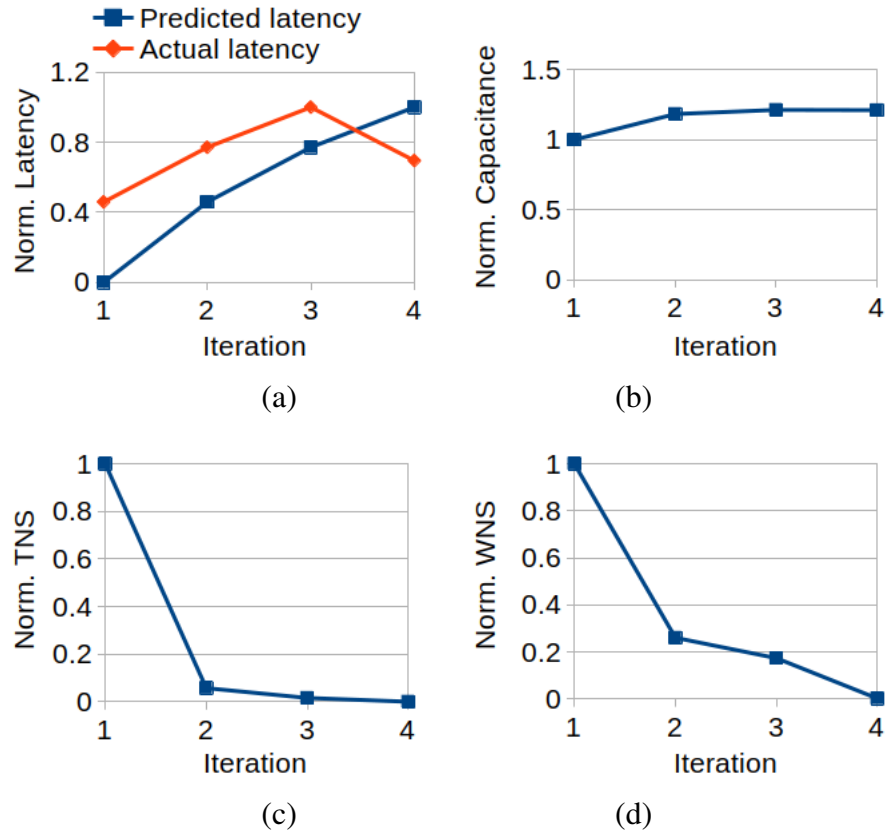 Predicted latency
Actual latency
Norm. Latency
1.2
0.8
0.4
0
1 2 3 4
Iteration
(a)
Norm. Capacitance
1.5
1
0.5
0
1 2 3 4
Iteration
(b)
Norm. TNS
1
0.8
0.6
0.4
0.2
0
1 2 3 4
Iteration
(c)
Norm. WNS
1
0.8
0.6
0.4
0.2
0
1 2 3 4
Iteration
(d)